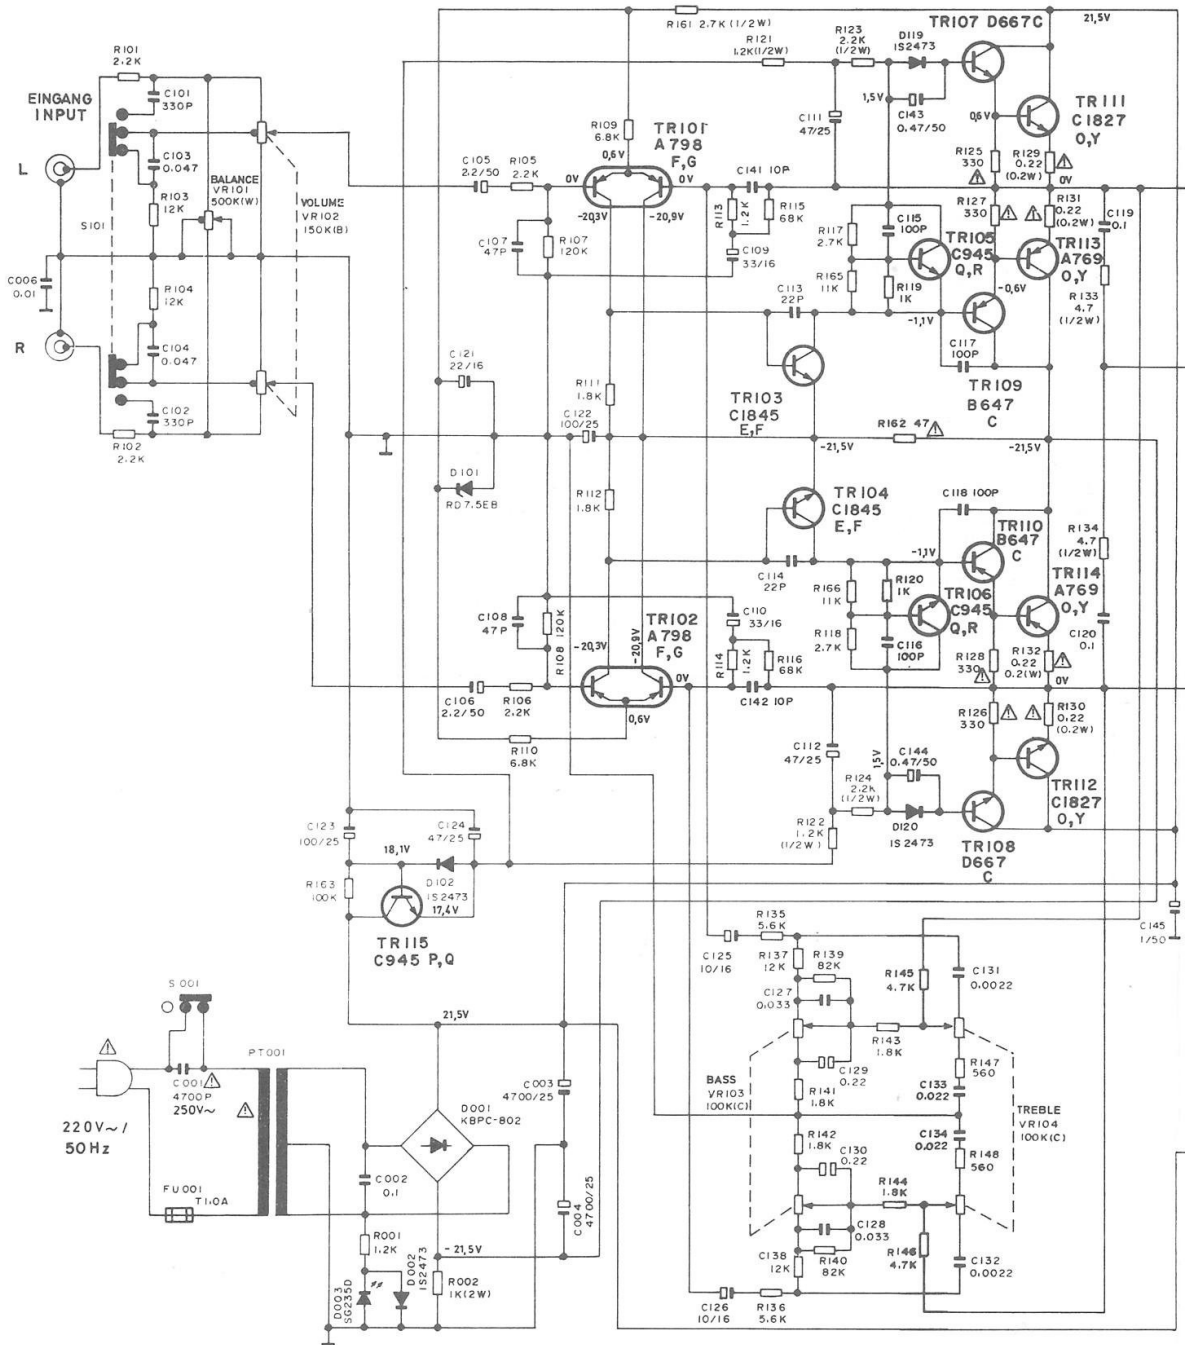 R161 2.7K (1/2W)
21,5V
TR107 D667C
R101
2.2K
C101
330P
EINGANG
INPUT
L
C103
0.047
R103
12K
S101
BALANCE
VR101
500K(W)
VOLUME
VR102
150K(B)
C006
0.01
R104
12K
R
C104
0.047
C102
330P
R102
2.2K
R121
1.2K(1/2W)
R123
2.2K
(1/2W)
D119
1S2473
1,5V
C143
0.47/50
C111
47/25
0,6V
TR111
C1827
O,Y
R109
6.8K
0,6V
TR101
A798
F,G
C105
2.2/50
R105
2.2K
0V
0V
-20,3V
-20,9V
C107
47P
R107
120K
C141 10P
R113
1.2K
R115
68K
C109
33/16
R125
330
R129
0.22
(0.2W)
0V
R127
330
R131
0.22
(0.2W)
C119
0.1
R117
2.7K
C115
100P
TR105
C945
Q,R
TR113
A769
O,Y
R165
11K
R119
1K
-0,6V
R133
4.7
(1/2W)
C113
22P
-1,1V
C117
100P
TR109
B647
C
C121
22/16
R111
1.8K
TR103
C1845
E,F
C122
100/25
R162 47
-21,5V
-21,5V
D101
RD7.5EB
R112
1.8K
TR104
C1845
E,F
C118 100P
TR110
B647
C
R134
4.7
(1/2W)
C114
22P
-1,1V
R166
11K
R120
1K
TR106
C945
Q,R
TR114
A769
O,Y
C108
47P
R108 120K
C110
33/16
R118
2.7K
C116
100P
C120
0.1
TR102
A798
F,G
-20,3V
-20,9V
R114
1.2K
R116
68K
R128
330
R132
0.22
0.2(W)
0V
0V
C106
2.2/50
R106
2.2K
0,6V
C142 10P
R126
330
R130
0.22
(0.2W)
R110
6.8K
C112
47/25
1,5V
C144
0.47/50
R124
2.2K
(1/2W)
TR112
C1827
O,Y
C123
100/25
C124
47/25
R122
1.2K
(1/2W)
D120
1S2473
TR108
D667
C
18,1V
R163
100K
D102
1S2473
17,4V
TR115
C945 P,Q
C145
1/50
R135
5.6K
C125
10/16
R137
12K
R139
82K
R145
4.7K
C131
0.0022
C127
0.033
S001
21,5V
R143
1.8K
PT001
C001
4700P
250V~
C003
4700/25
C129
0.22
R147
560
BASS
VR103
100K(C)
R141
1.8K
C133
0.022
D001
KBPC-802
TREBLE
VR104
100K(C)
220V~/
50Hz
R142
1.8K
C134
0.022
C130
0.22
R148
560
C002
0.1
FU001
T1.0A
C004
4700/25
R144
1.8K
R001
1.2K
-21,5V
C128
0.033
C138
12K
R140
82K
R146
4.7K
C132
0.0022
D003
SG235D
D002
1S2473
R002
1K(2W)
C126
10/16
R136
5.6K